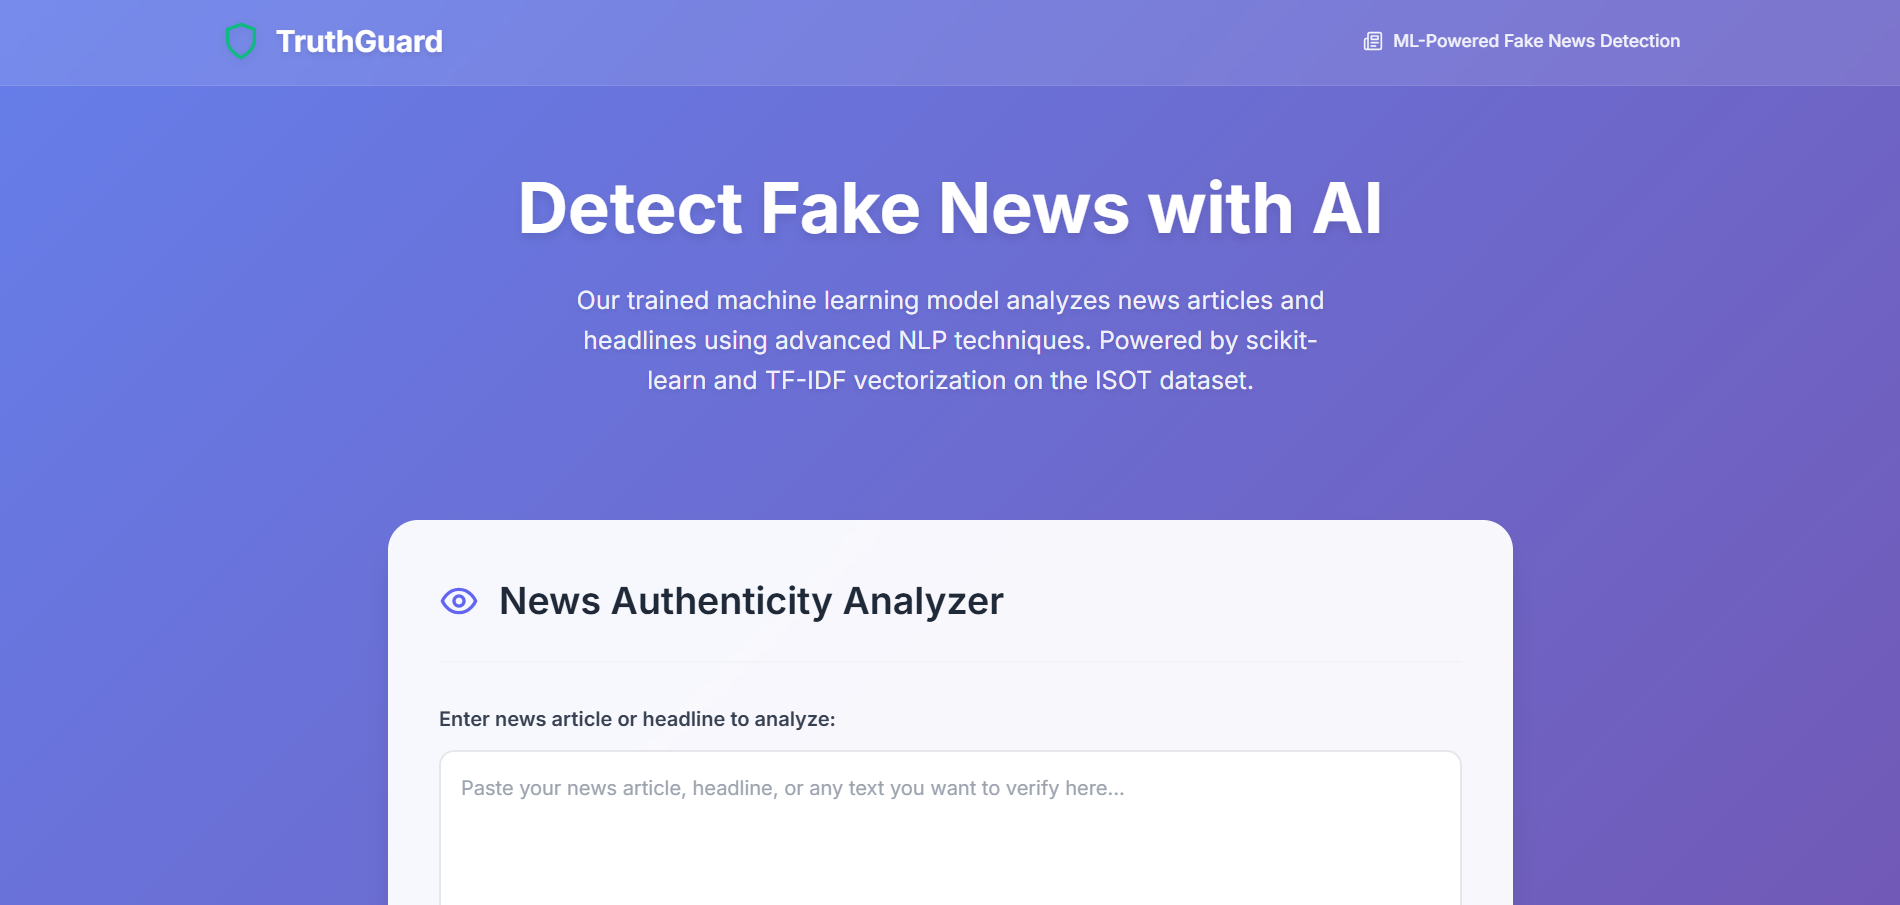 TruthGuard
ML-Powered Fake News Detection
Detect Fake News with AI
Our trained machine learning model analyzes news articles and
headlines using advanced NLP techniques. Powered by scikit-
learn and TF-IDF vectorization on the ISOT dataset.
News Authenticity Analyzer
Enter news article or headline to analyze:
Paste your news article, headline, or any text you want to verify here...